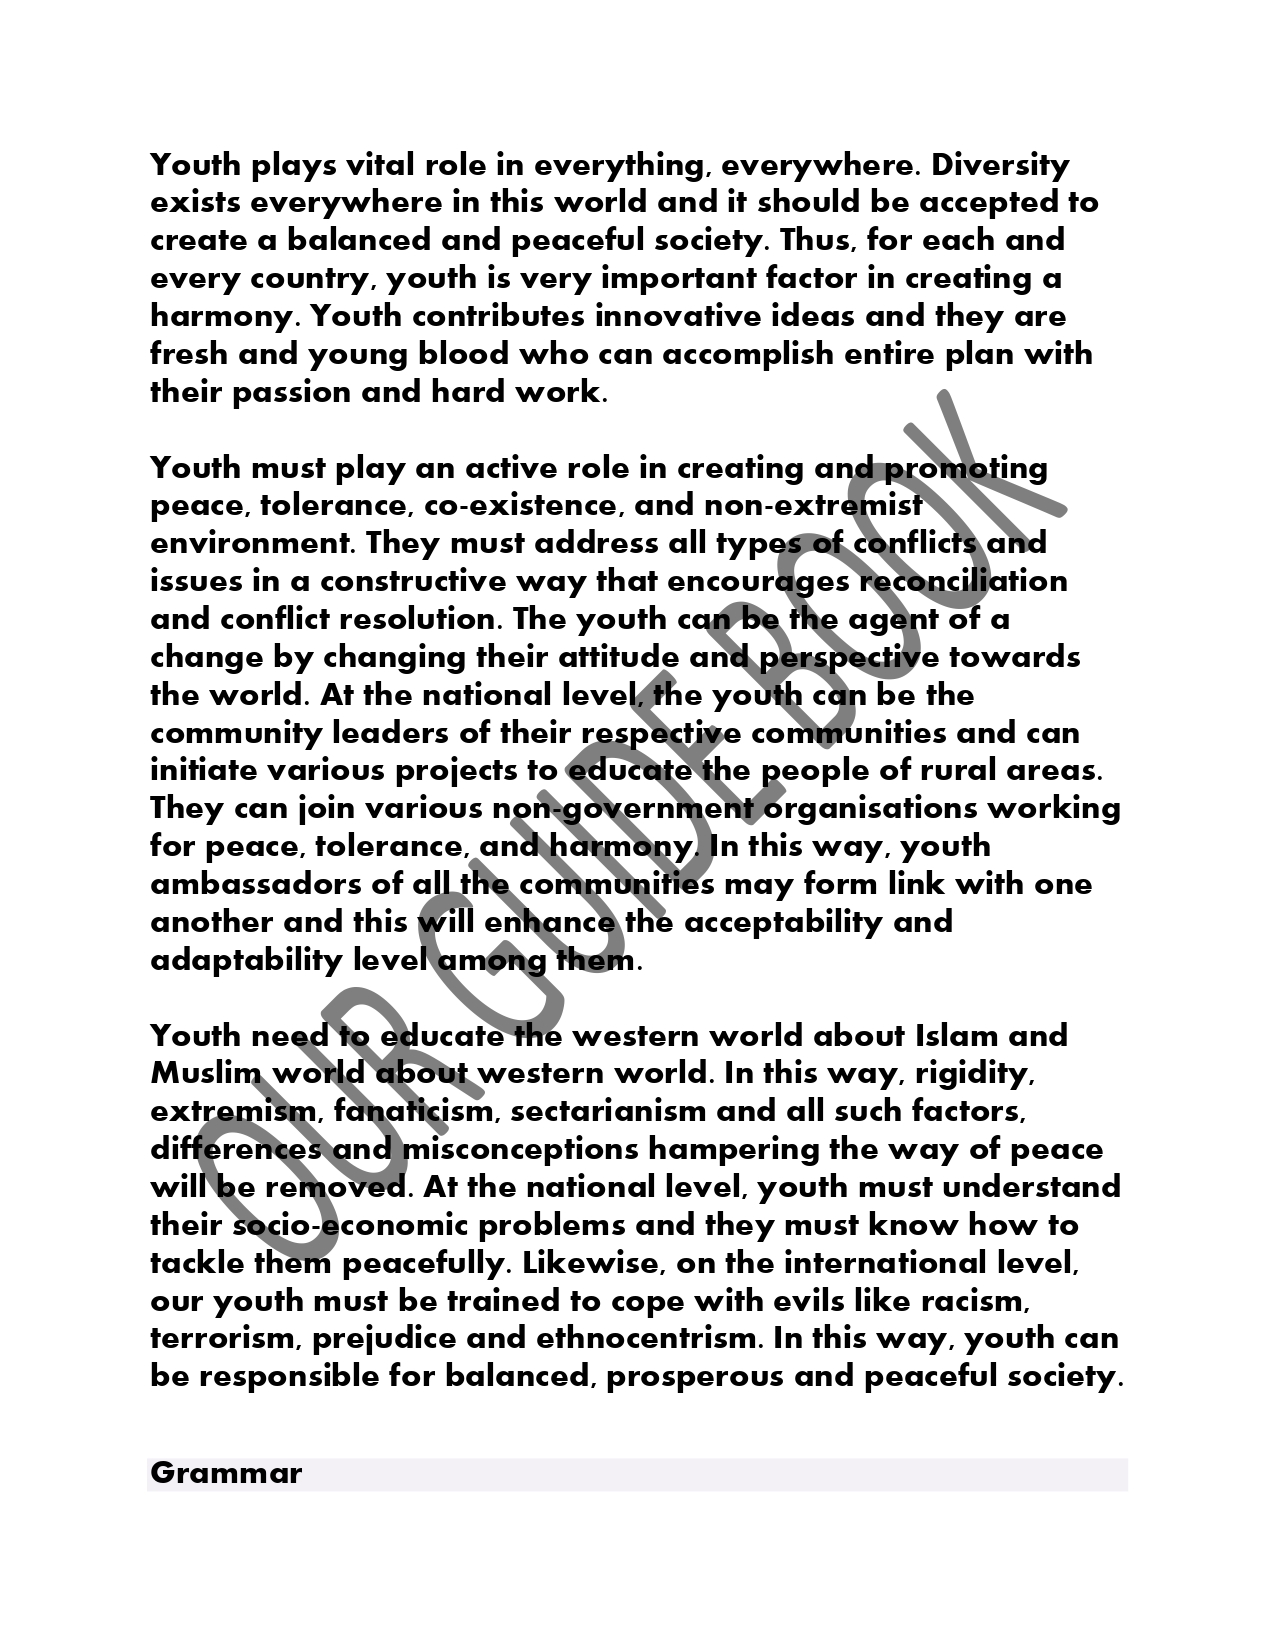 Youth plays vital role in everything, everywhere. Diversity
exists everywhere in this world and it should be accepted to
create a balanced and peaceful society. Thus, for each and
every country, youth is very important factor in creating a
harmony. Youth contributes innovative ideas and they are
fresh and young blood who can accomplish entire plan with
their passion and hard work.
Youth must play an active role in creating and promoting
peace, tolerance, co-existence, and non-extremist
environment. They must address all types of conflicts and
issues in a constructive way that encourages reconciliation
and conflict resolution. The youth can be the agent of a
change by changing their attitude and perspective towards
the world. At the national level, the youth can be the
community leaders of their respective communities and can
initiate various projects to educate the people of rural areas.
They can join various non-government organisations working
for peace, tolerance, and harmony. In this way, youth
ambassadors of all the communities may form link with one
another and this will enhance the acceptability and
adaptability level among them.
Youth need to educate the western world about Islam and
Muslim world about western world. In this way, rigidity,
extremism, fanaticism, sectarianism and all such factors,
differences and misconceptions hampering the way of peace
will be removed. At the national level, youth must understand
their socio-economic problems and they must know how to
tackle them peacefully. Likewise, on the international level,
our youth must be trained to cope with evils like racism,
terrorism, prejudice and ethnocentrism. In this way, youth can
be responsible for balanced, prosperous and peaceful society.
Grammar
OUR GUIDE BOOK